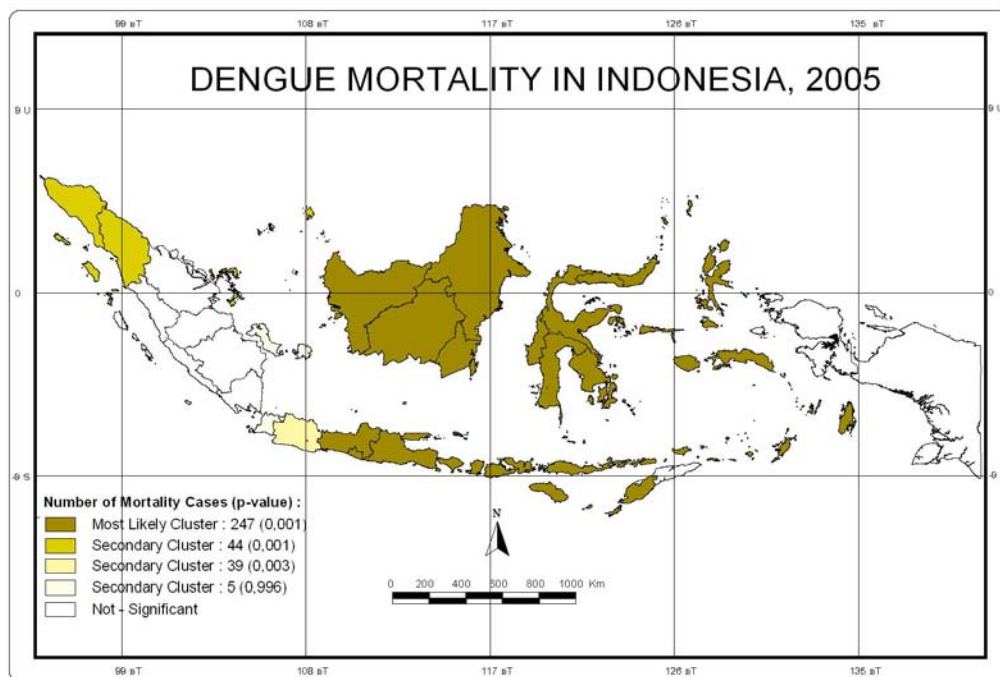 99 BT 108 BT 117 BT 126 BT 135 BT
DENGUE MORTALITY IN INDONESIA, 2005
9 U 9 U
0 0
9 S 9
Number of Mortality Cases (p-value) :
Most Likely Cluster : 247 (0,001)
Secondary Cluster : 44 (0,001)
Secondary Cluster : 39 (0,003)
Secondary Cluster : 5 (0,996)
Not - Significant
N
0 200 400 600 800 1000 Km
99 BT 108 BT 117 BT 126 BT 135 BT